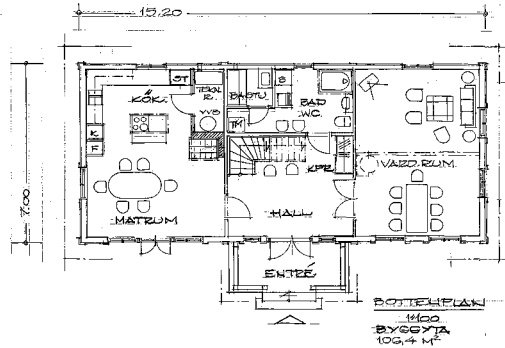 15,20
ST
TEKN.
R.
VVS
KÖK
K
F
BASTU
S
BAD
W.C.
TM
KPR
VARD.RUM
7,00
MATRUM
HALL
ENTRÉ
BOTTENPLAN
1:100
BYGGYTA
106,4 M²